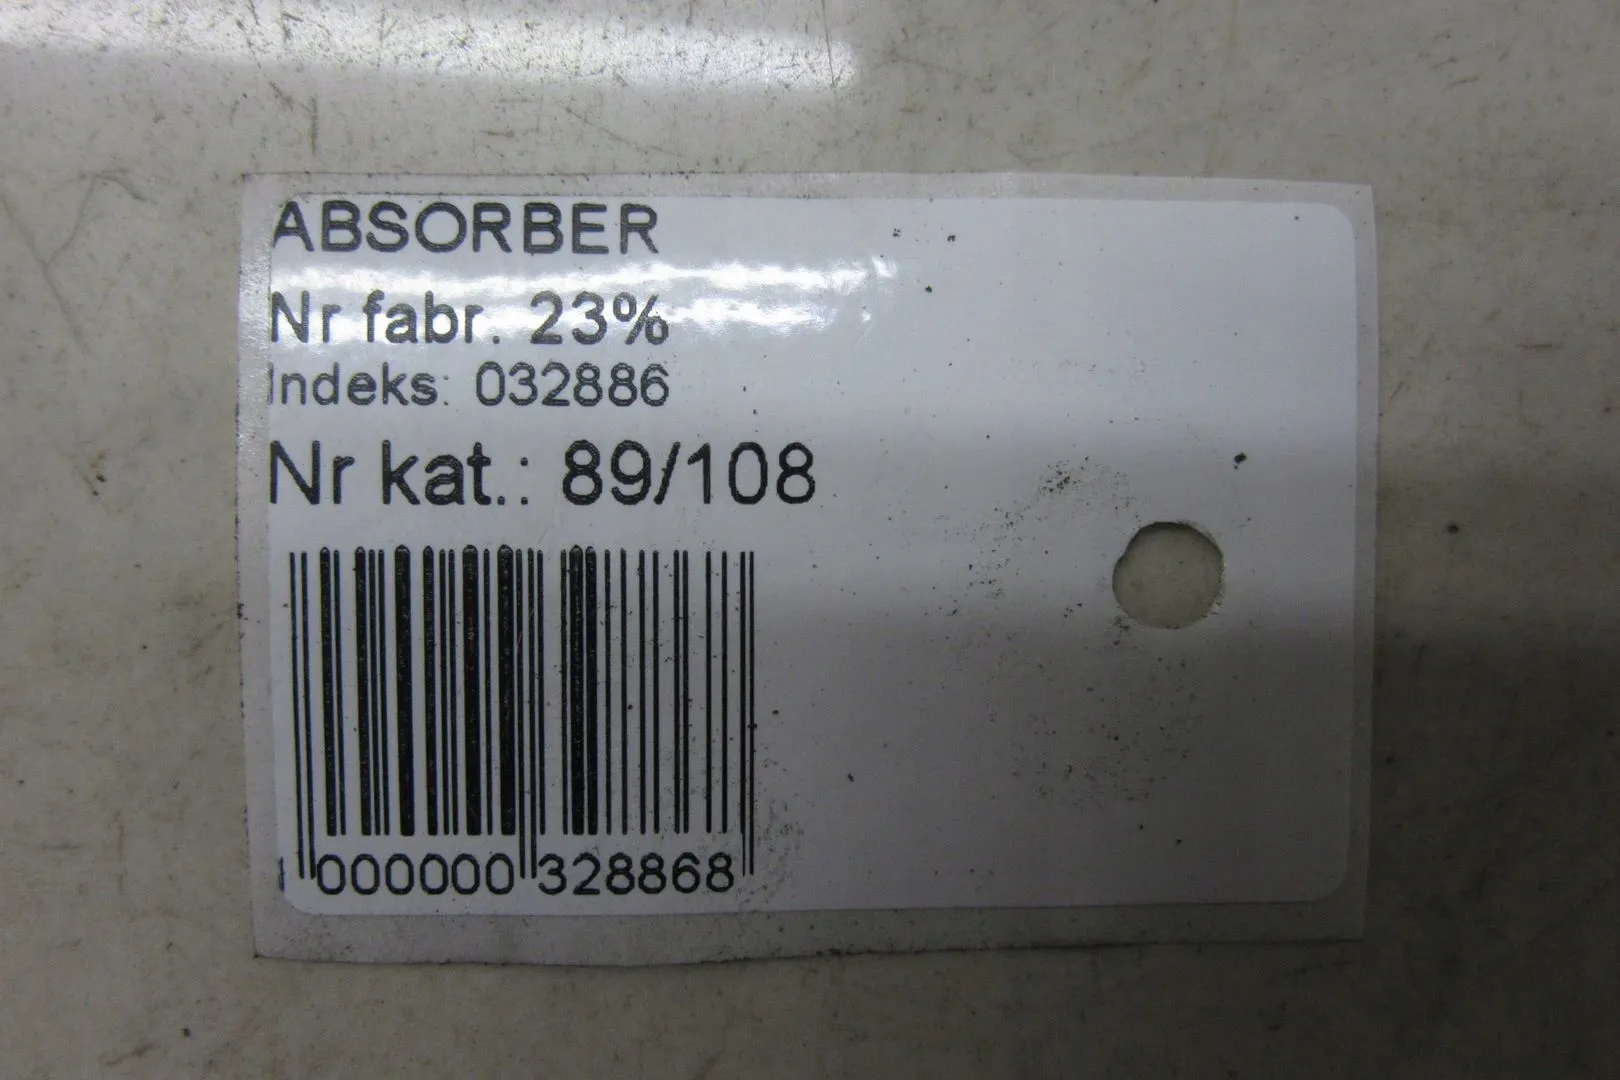 ABSORBER
Nr fabr. 23%
Indeks: 032886
Nr kat.: 89/108
000000 328868